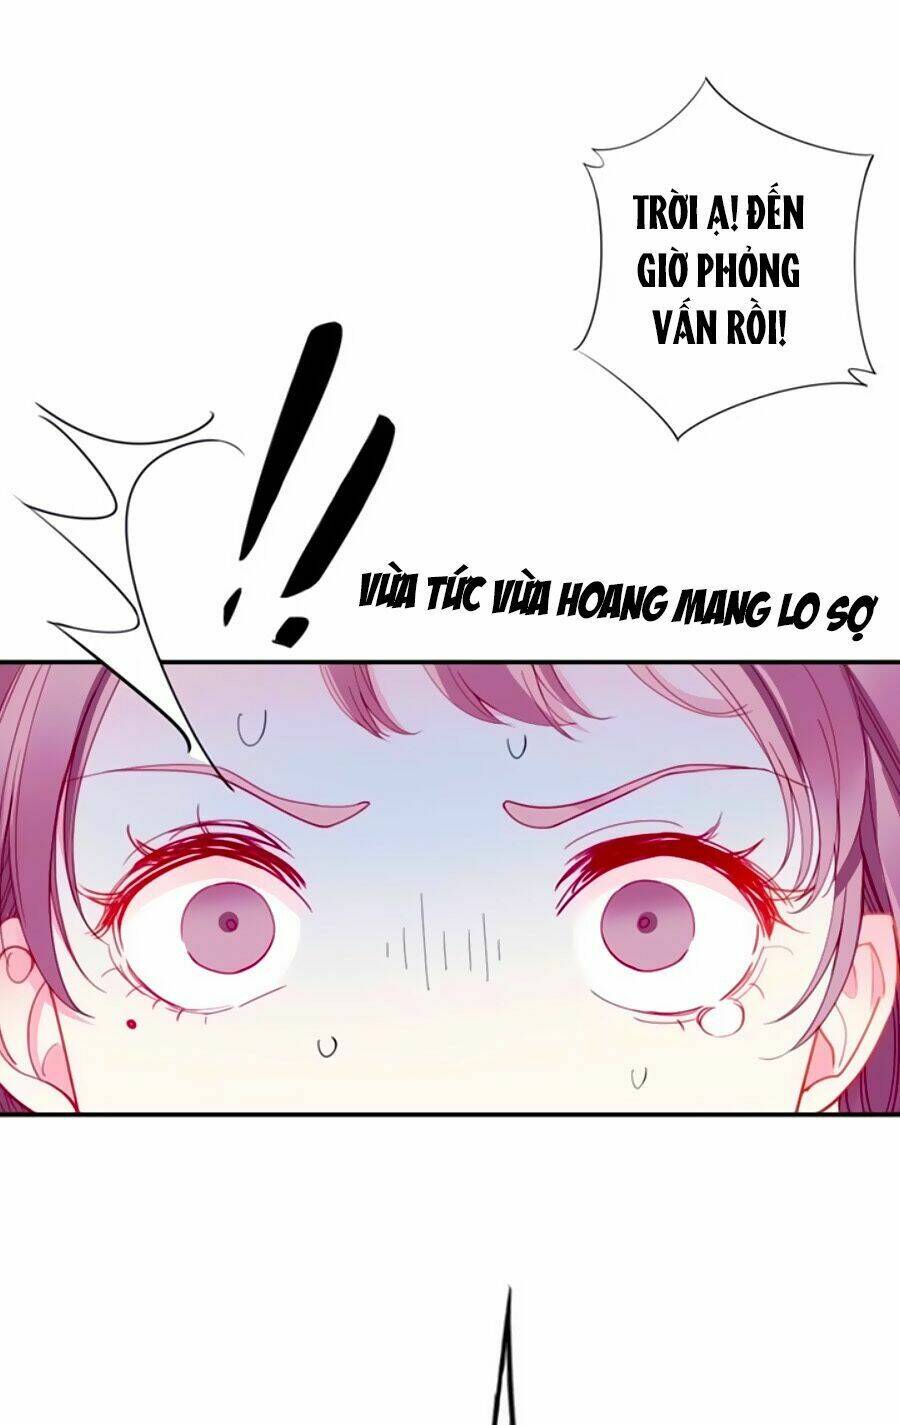 TRỜI Ạ! ĐẾN
GIỜ PHỎNG
VẤN RỒI!
!!
VỪA TỨC VỪA HOANG MANG LO SỢ